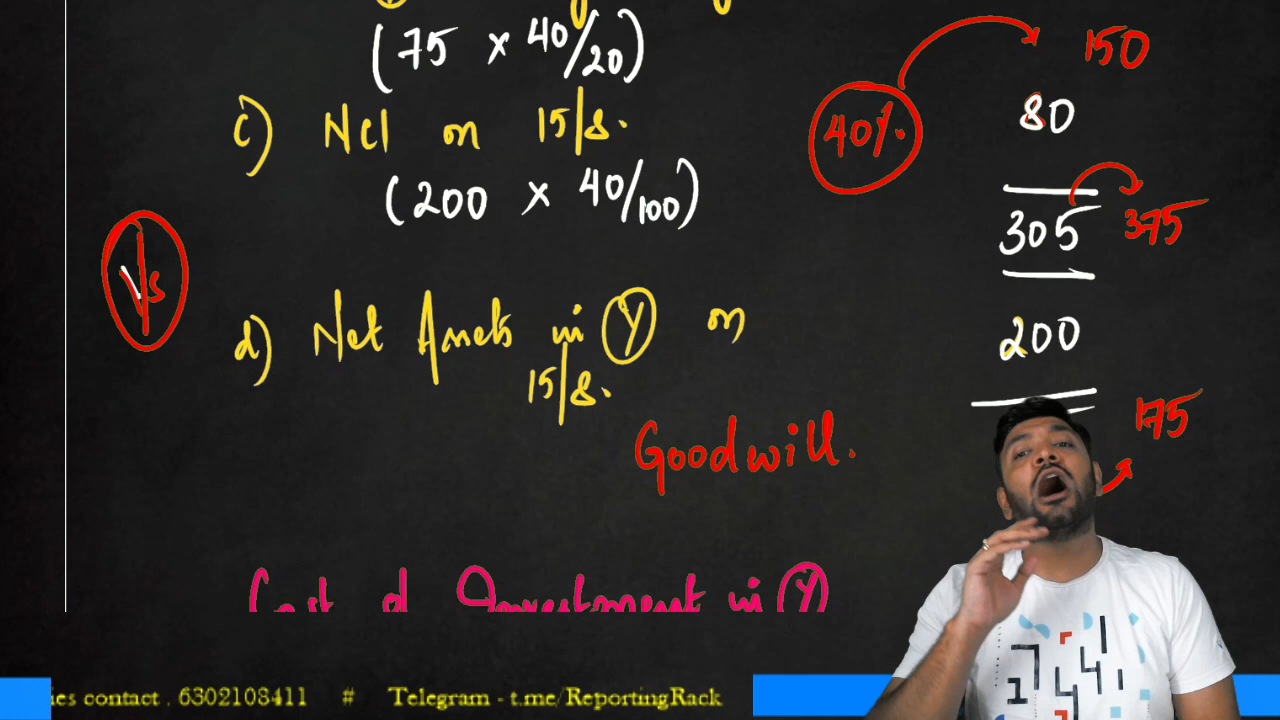 (75 x 40/20)
150
c) NCI on 15/8.
40%.
80
(200 x 40/100)
305
375
V/s
d) Net Assets in Y on
15/8.
200
175
Goodwill.
Cost of Investment in Y
ies contact . 6302108411 # Telegram - t.me/ReportingRack